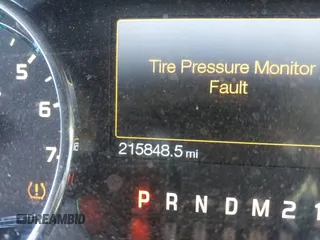 Tire Pressure Monitor
Fault
5
6
7
215848.5 mi
P R N D M 2 1
DREAMBID